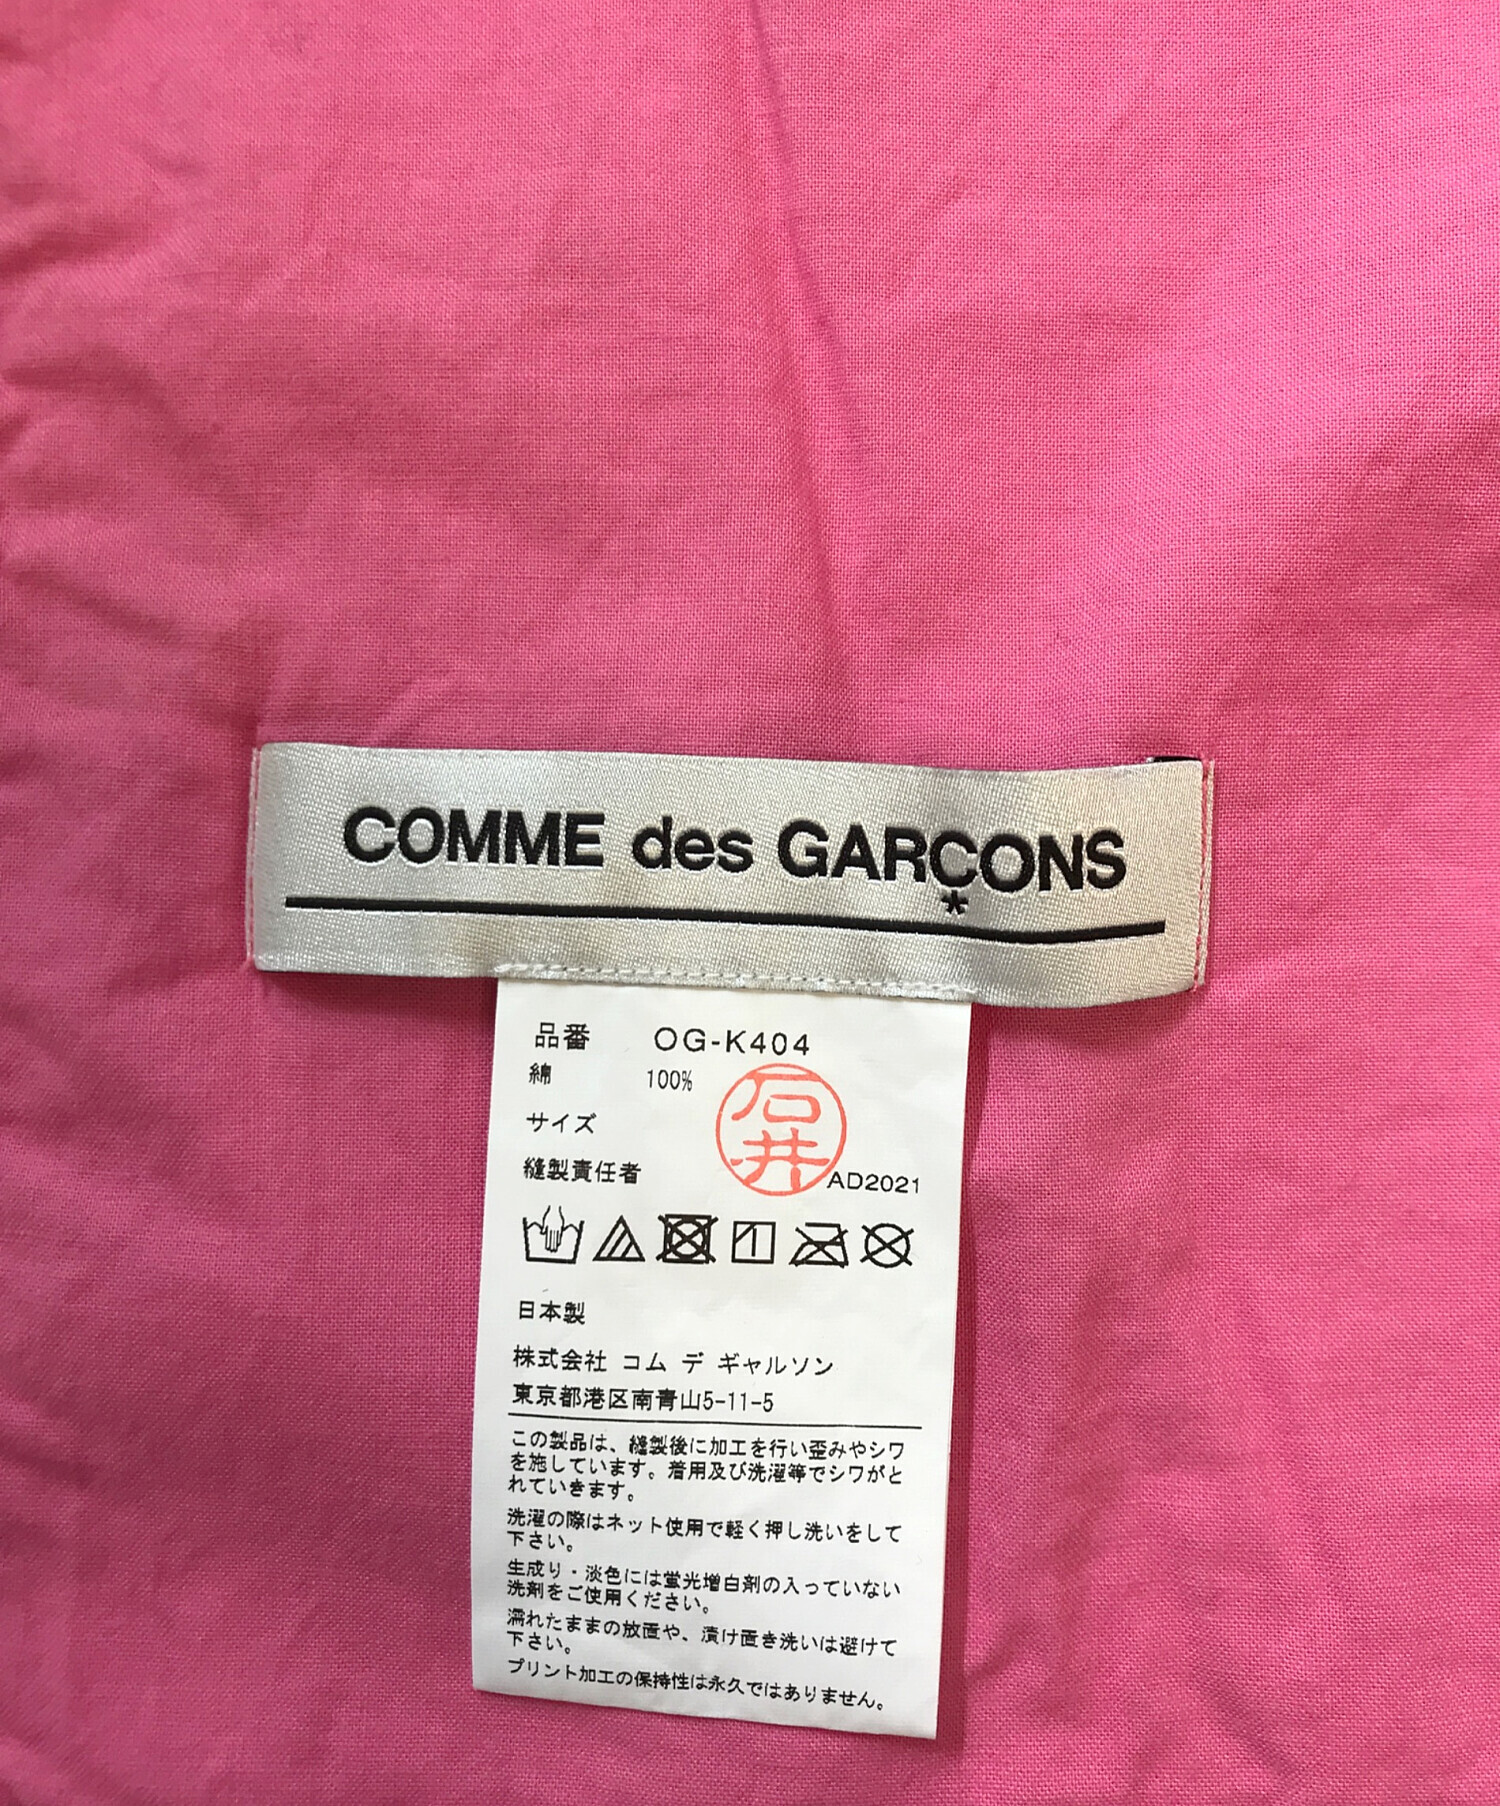 COMME des GARÇONS
品番 OG-K404
綿 100%
石井
サイズ
縫製責任者 AD2021
日本製
株式会社 コム デ ギャルソン
東京都港区南青山5-11-5
この製品は、縫製後に加工を行い歪みやシワ
を施しています。着用及び洗濯等でシワがと
れていきます。
洗濯の際はネット使用で軽く押し洗いをして
下さい。
生成り・淡色には蛍光増白剤の入っていない
洗剤をご使用ください。
濡れたままの放置や、漬け置き洗いは避けて
下さい。
プリント加工の保持性は永久ではありません。